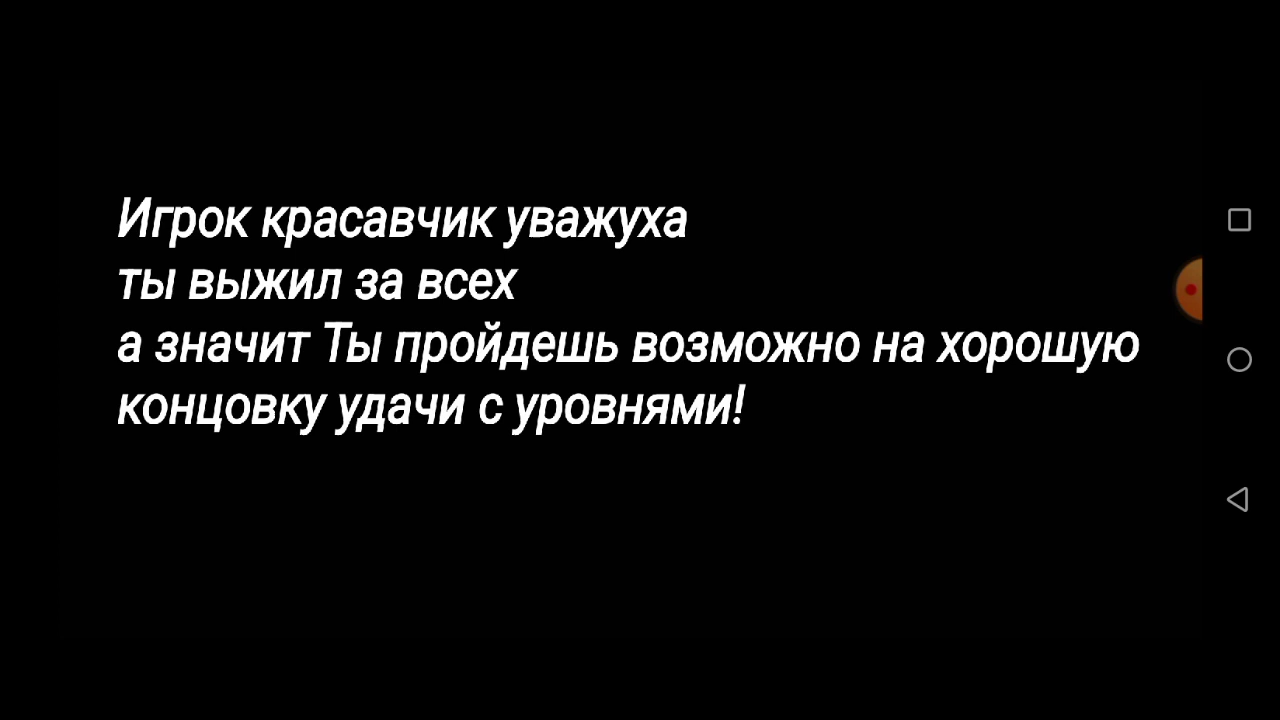 Игрок красавчик уважуха
ты выжил за всех
а значит Ты пройдешь возможно на хорошую
концовку удачи с уровнями!